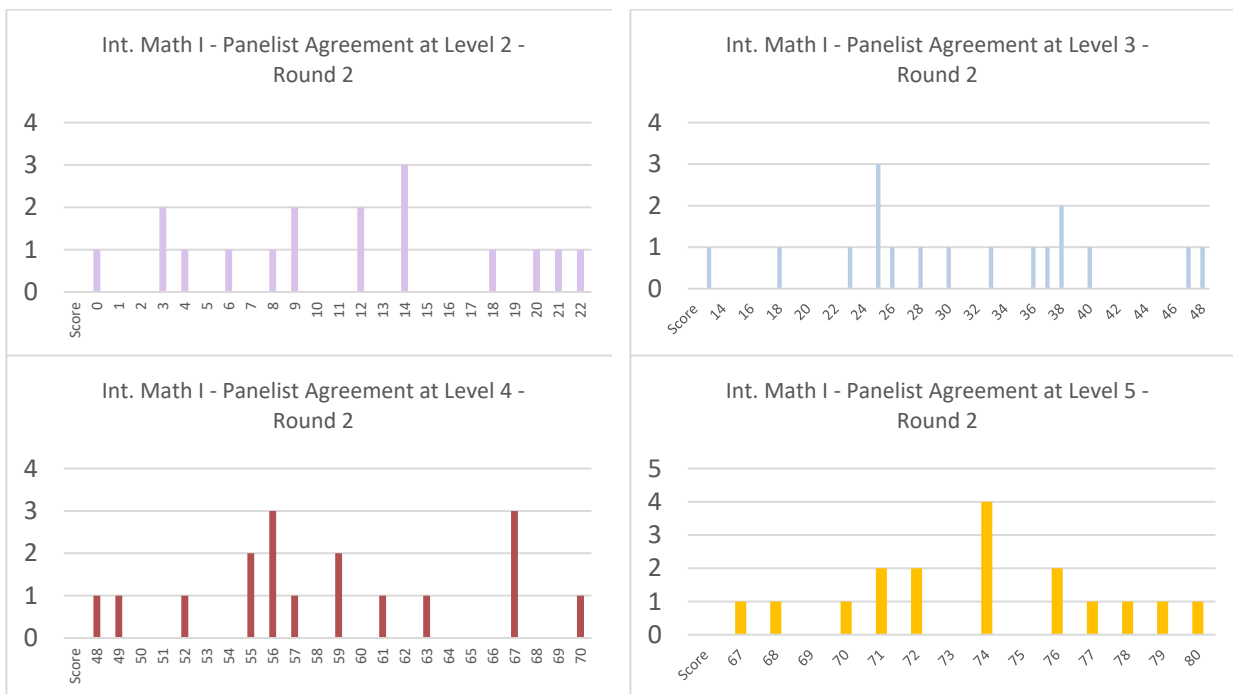 Int. Math I - Panelist Agreement at Level 2 -
Round 2
4
3
2
1
0
Score 0 1 2 3 4 5 6 7 8 9 10 11 12 13 14 15 16 17 18 19 20 21 22
Int. Math I - Panelist Agreement at Level 3 -
Round 2
4
3
2
1
0
Score 14 16 18 20 22 24 26 28 30 32 34 36 38 40 42 44 46 48
Int. Math I - Panelist Agreement at Level 4 -
Round 2
4
3
2
1
0
Score 48 49 50 51 52 53 54 55 56 57 58 59 60 61 62 63 64 65 66 67 68 69 70
Int. Math I - Panelist Agreement at Level 5 -
Round 2
5
4
3
2
1
0
Score 67 68 69 70 71 72 73 74 75 76 77 78 79 80